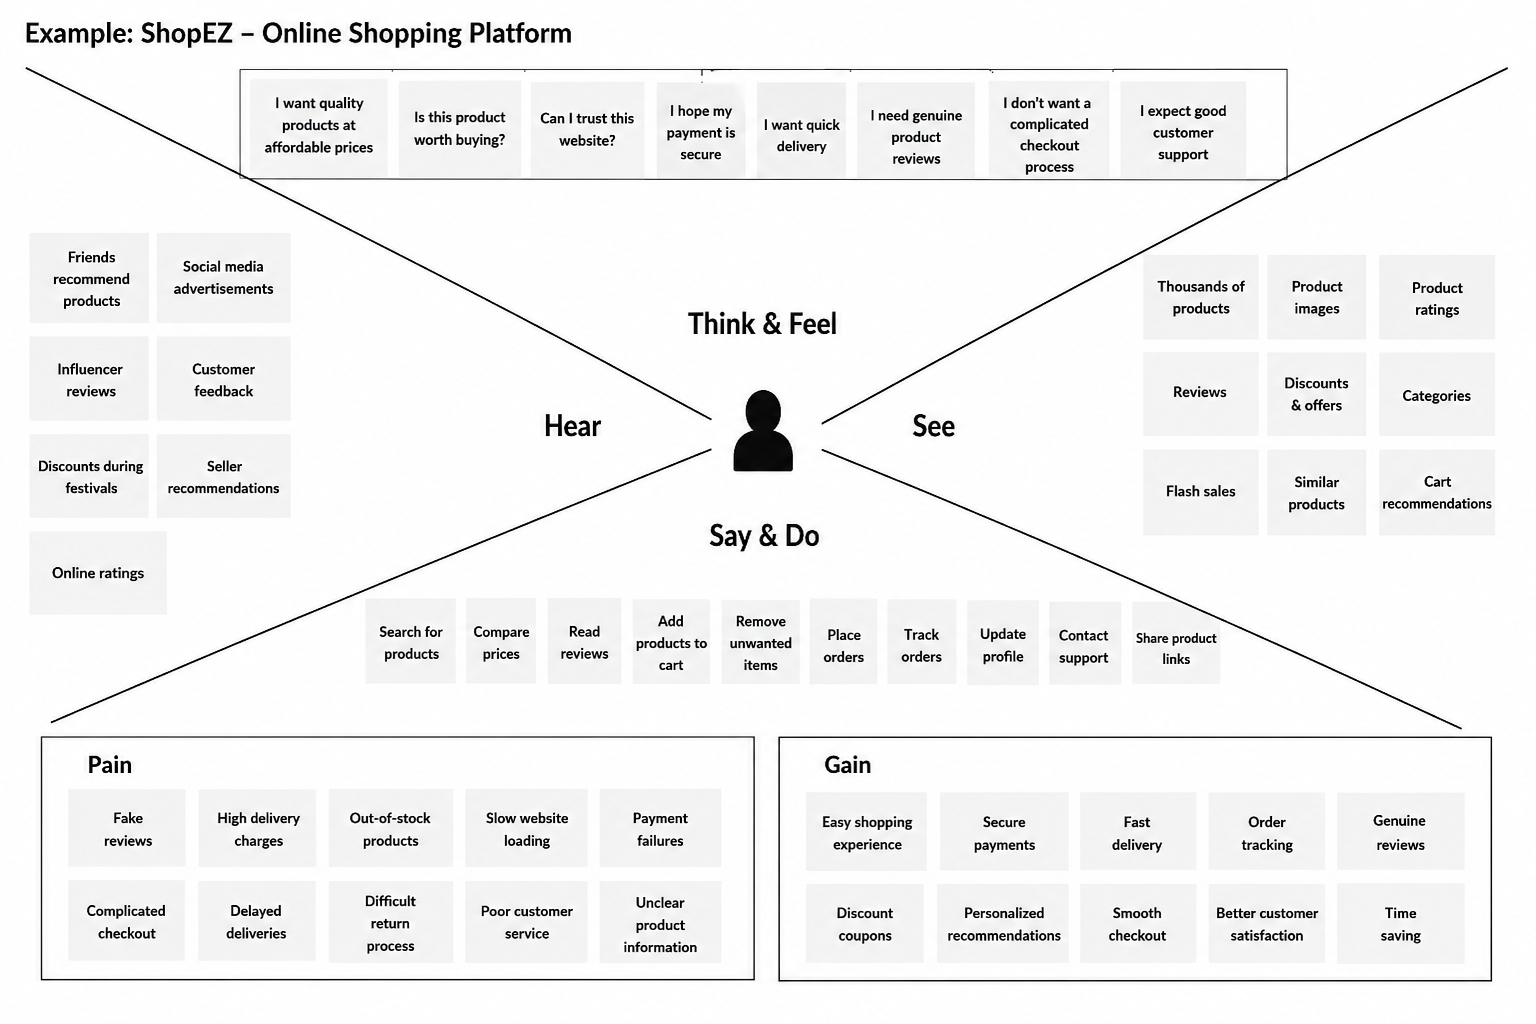 Example: ShopEZ – Online Shopping Platform
I want quality
products at
affordable prices
Is this product
worth buying?
Can I trust this
website?
I hope my
payment is
secure
I want quick
delivery
I need genuine
product
reviews
I don't want a
complicated
checkout
process
I expect good
customer
support
Think & Feel
Hear
See
Say & Do
Friends
recommend
products
Social media
advertisements
Influencer
reviews
Customer
feedback
Discounts during
festivals
Seller
recommendations
Online ratings
Thousands of
products
Product
images
Product
ratings
Reviews
Discounts
& offers
Categories
Flash sales
Similar
products
Cart
recommendations
Search for
products
Compare
prices
Read
reviews
Add
products to
cart
Remove
unwanted
items
Place
orders
Track
orders
Update
profile
Contact
support
Share product
links
Pain
Fake
reviews
High delivery
charges
Out-of-stock
products
Slow website
loading
Payment
failures
Complicated
checkout
Delayed
deliveries
Difficult
return
process
Poor customer
service
Unclear
product
information
Gain
Easy shopping
experience
Secure
payments
Fast
delivery
Order
tracking
Genuine
reviews
Discount
coupons
Personalized
recommendations
Smooth
checkout
Better customer
satisfaction
Time
saving